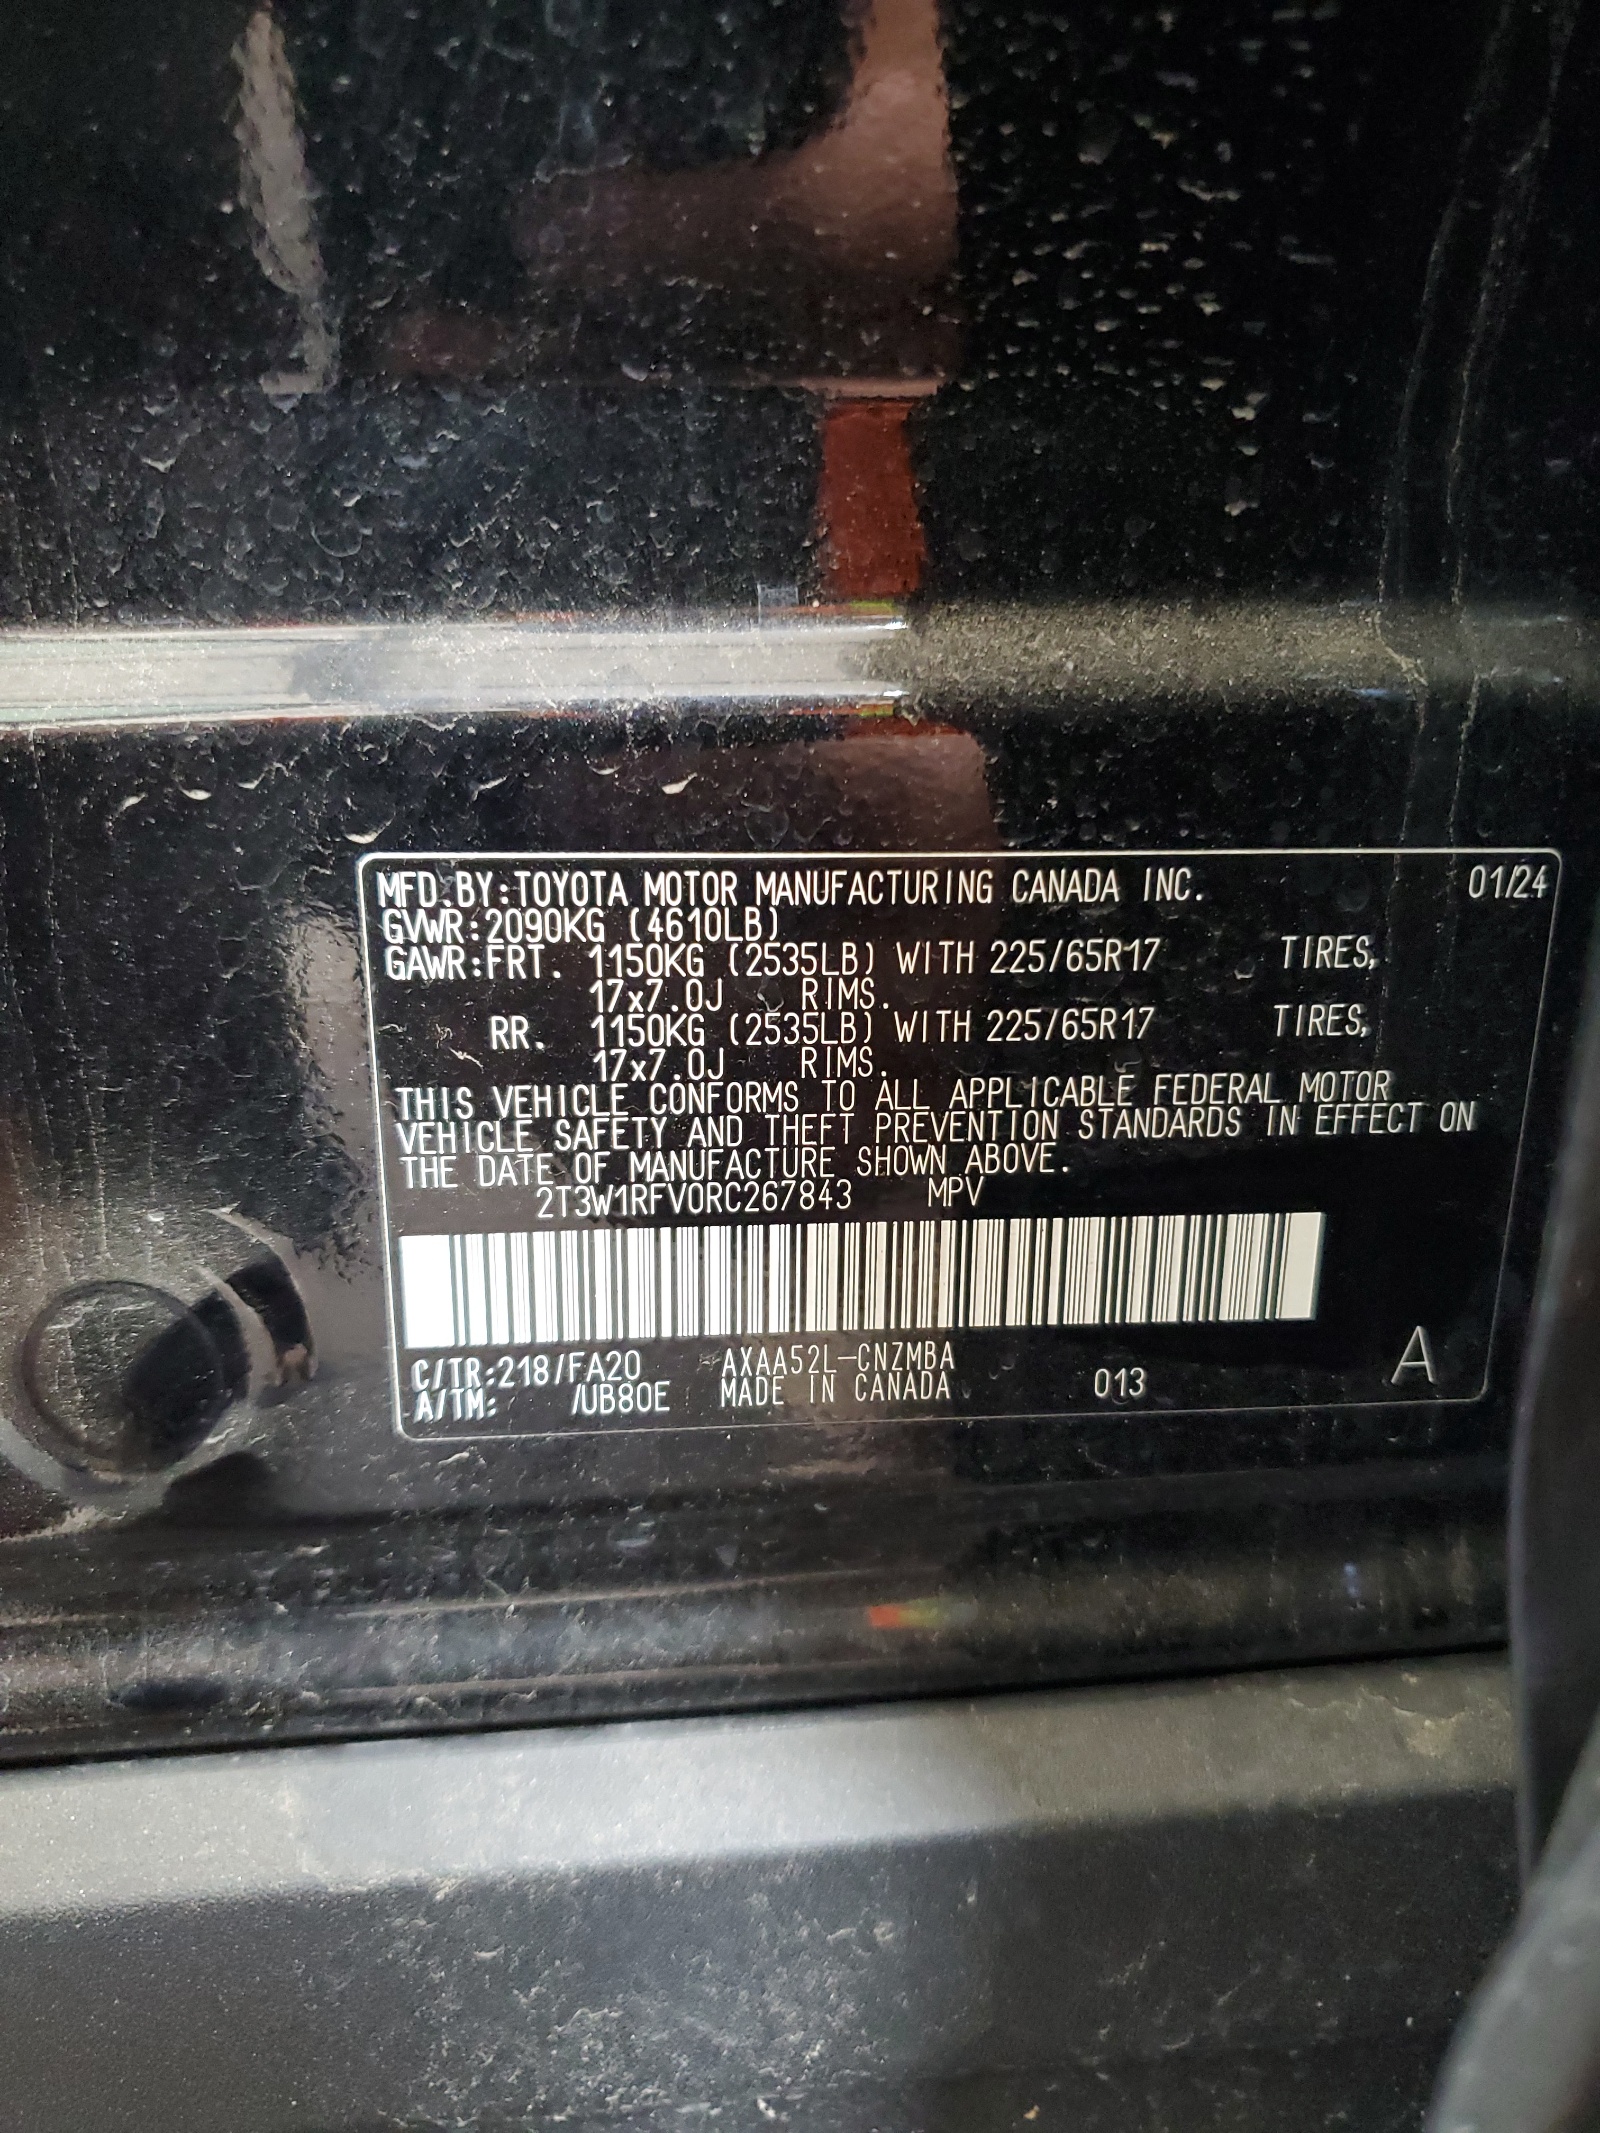 MFD.BY:TOYOTA MOTOR MANUFACTURING CANADA INC. 01/24
GVWR:2090KG (4610LB)
GAWR:FRT. 1150KG (2535LB) WITH 225/65R17 TIRES,
17x7.0J RIMS.
RR. 1150KG (2535LB) WITH 225/65R17 TIRES,
17x7.0J RIMS.
THIS VEHICLE CONFORMS TO ALL APPLICABLE FEDERAL MOTOR
VEHICLE SAFETY AND THEFT PREVENTION STANDARDS IN EFFECT ON
THE DATE OF MANUFACTURE SHOWN ABOVE.
2T3W1RFV0RC267843 MPV
C/TR:218/FA20 AXAA52L-CNZMBA
A/TM: /UB80E MADE IN CANADA 013 A